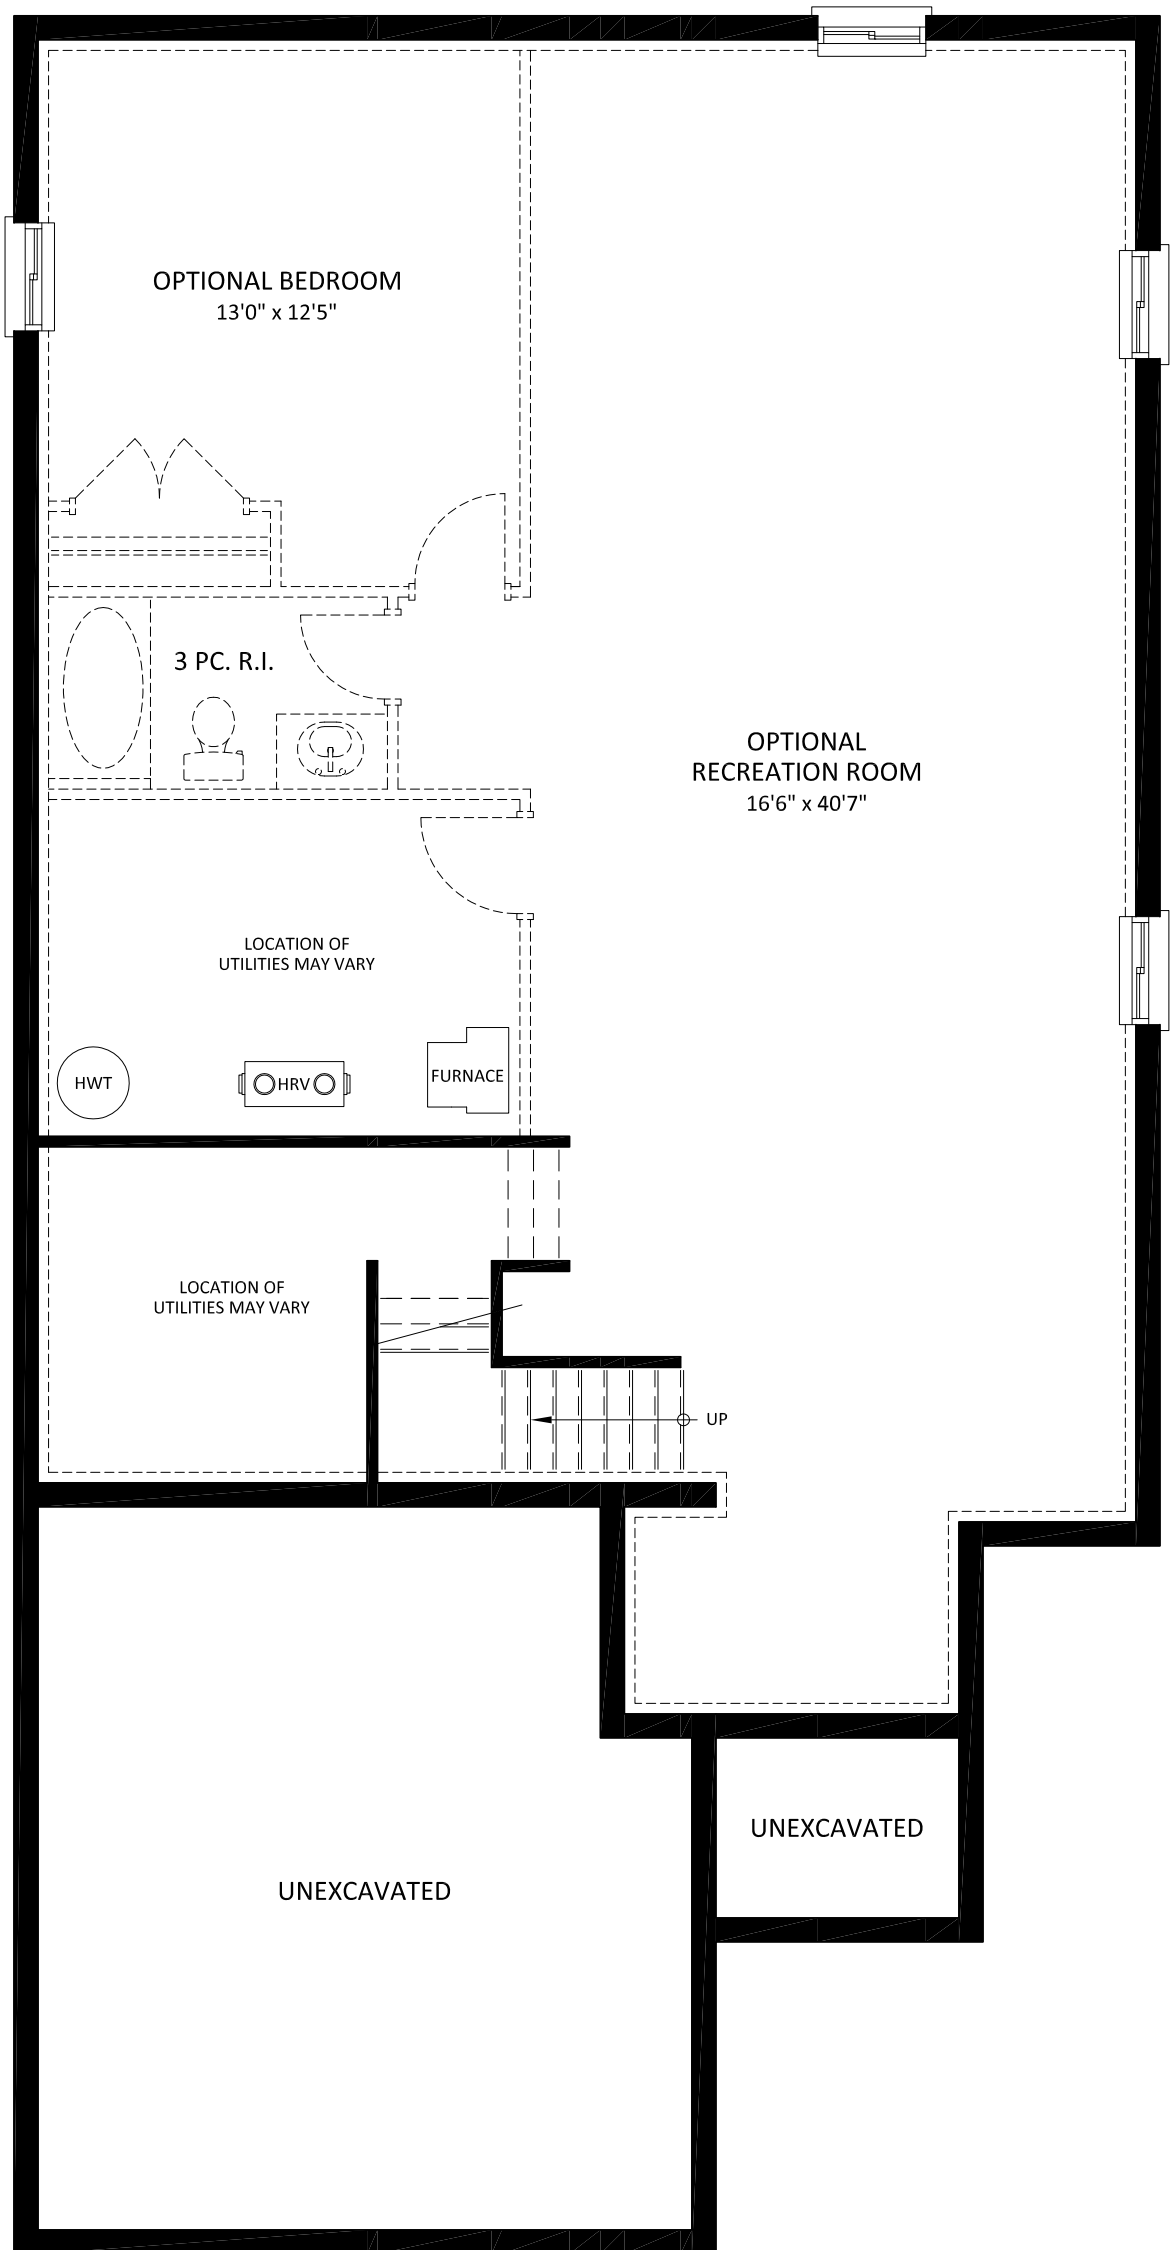 OPTIONAL BEDROOM
13'0" x 12'5"
3 PC. R.I.
OPTIONAL
RECREATION ROOM
16'6" x 40'7"
LOCATION OF
UTILITIES MAY VARY
HWT
HRV
FURNACE
LOCATION OF
UTILITIES MAY VARY
UP
UNEXCAVATED
UNEXCAVATED